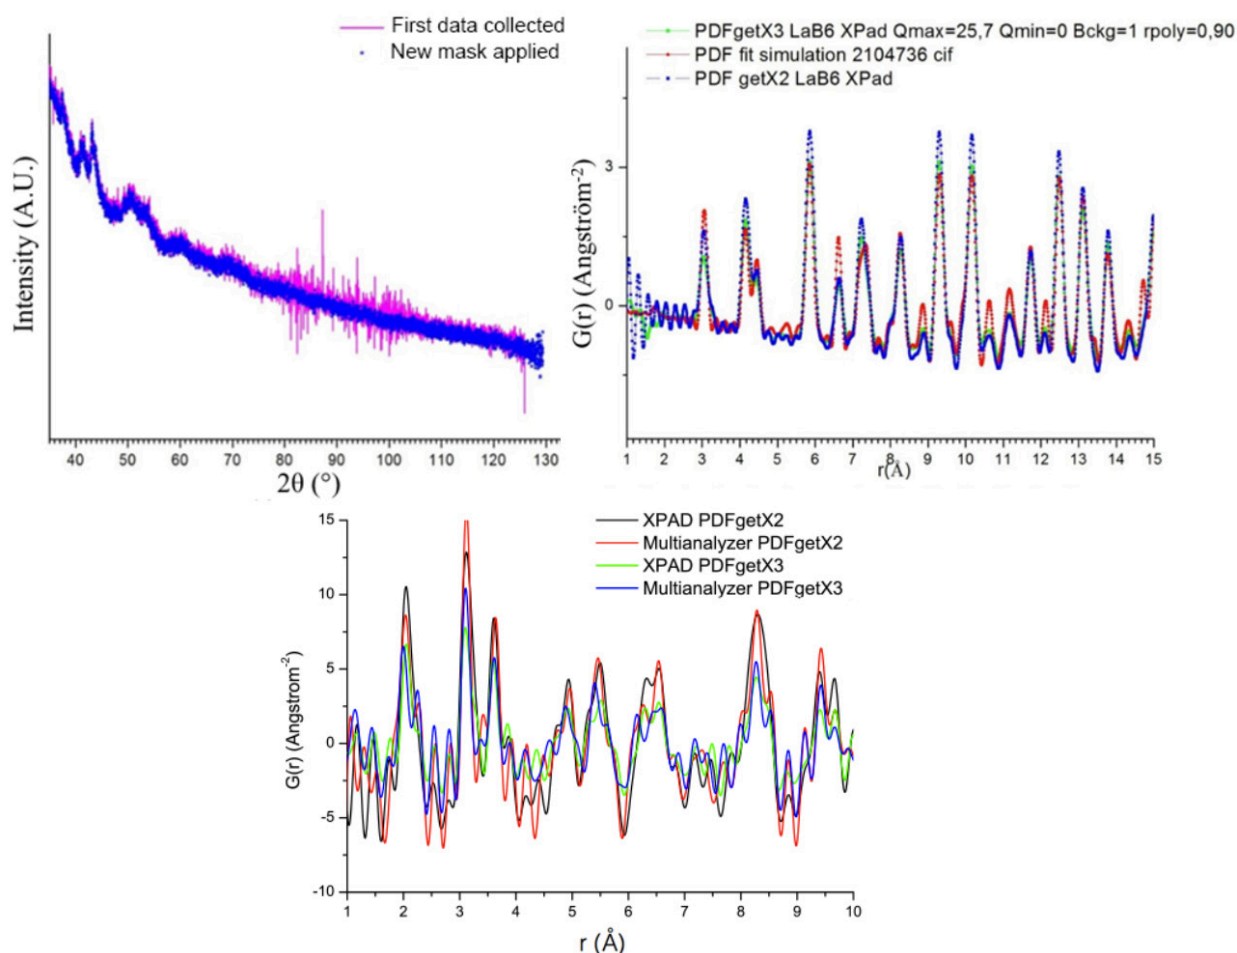 First data collected
New mask applied
Intensity (A.U.)
40 50 60 70 80 90 100 110 120 130
2θ (°)
PDFgetX3 LaB6 XPad Qmax=25,7 Qmin=0 Bckg=1 rpoly=0,90
PDF fit simulation 2104736 cif
PDF getX2 LaB6 XPad
G(r) (Angström-2)
3
0
1 2 3 4 5 6 7 8 9 10 11 12 13 14 15
r(Å)
XPAD PDFgetX2
Multianalyzer PDFgetX2
XPAD PDFgetX3
Multianalyzer PDFgetX3
G(r) (Angstrom-2)
15
10
5
0
-5
-10
1 2 3 4 5 6 7 8 9 10
r (Å)